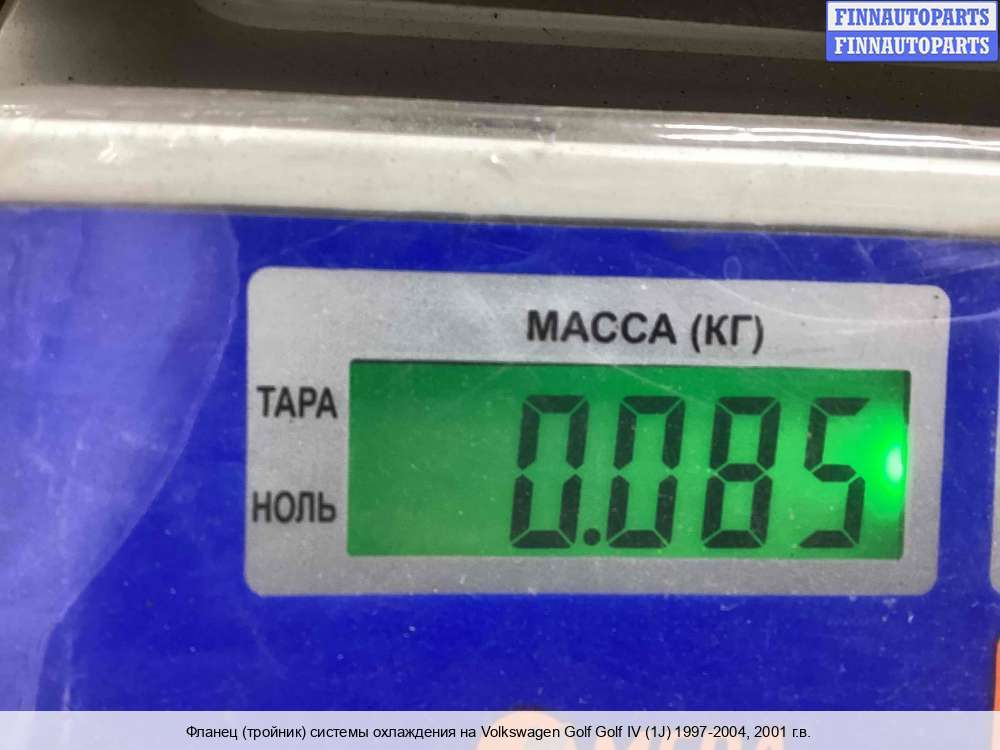 FINNAUTOPARTS
FINNAUTOPARTS
МАССА (КГ)
ТАРА
0.085
НОЛЬ
Фланец (тройник) системы охлаждения на Volkswagen Golf Golf IV (1J) 1997-2004, 2001 г.в.